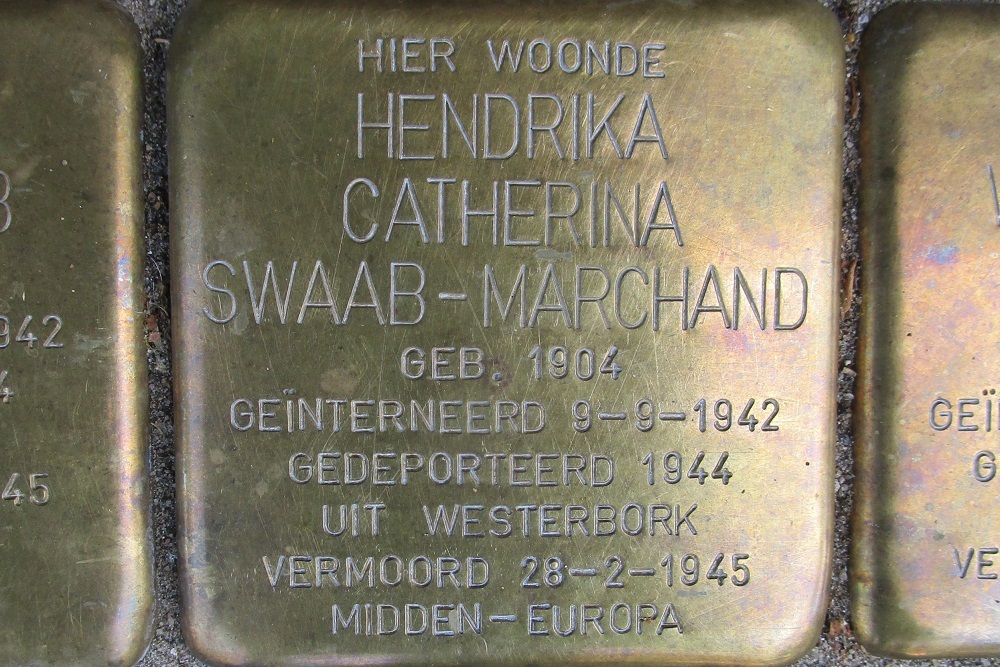 HIER WOONDE
HENDRIKA
CATHARINA
SWAAB-MARCHAND
GEB. 1904
GEÏNTERNEERD 9-9-1942
GEDEPORTEERD 1944
UIT WESTERBORK
VERMOORD 28-2-1945
MIDDEN-EUROPA